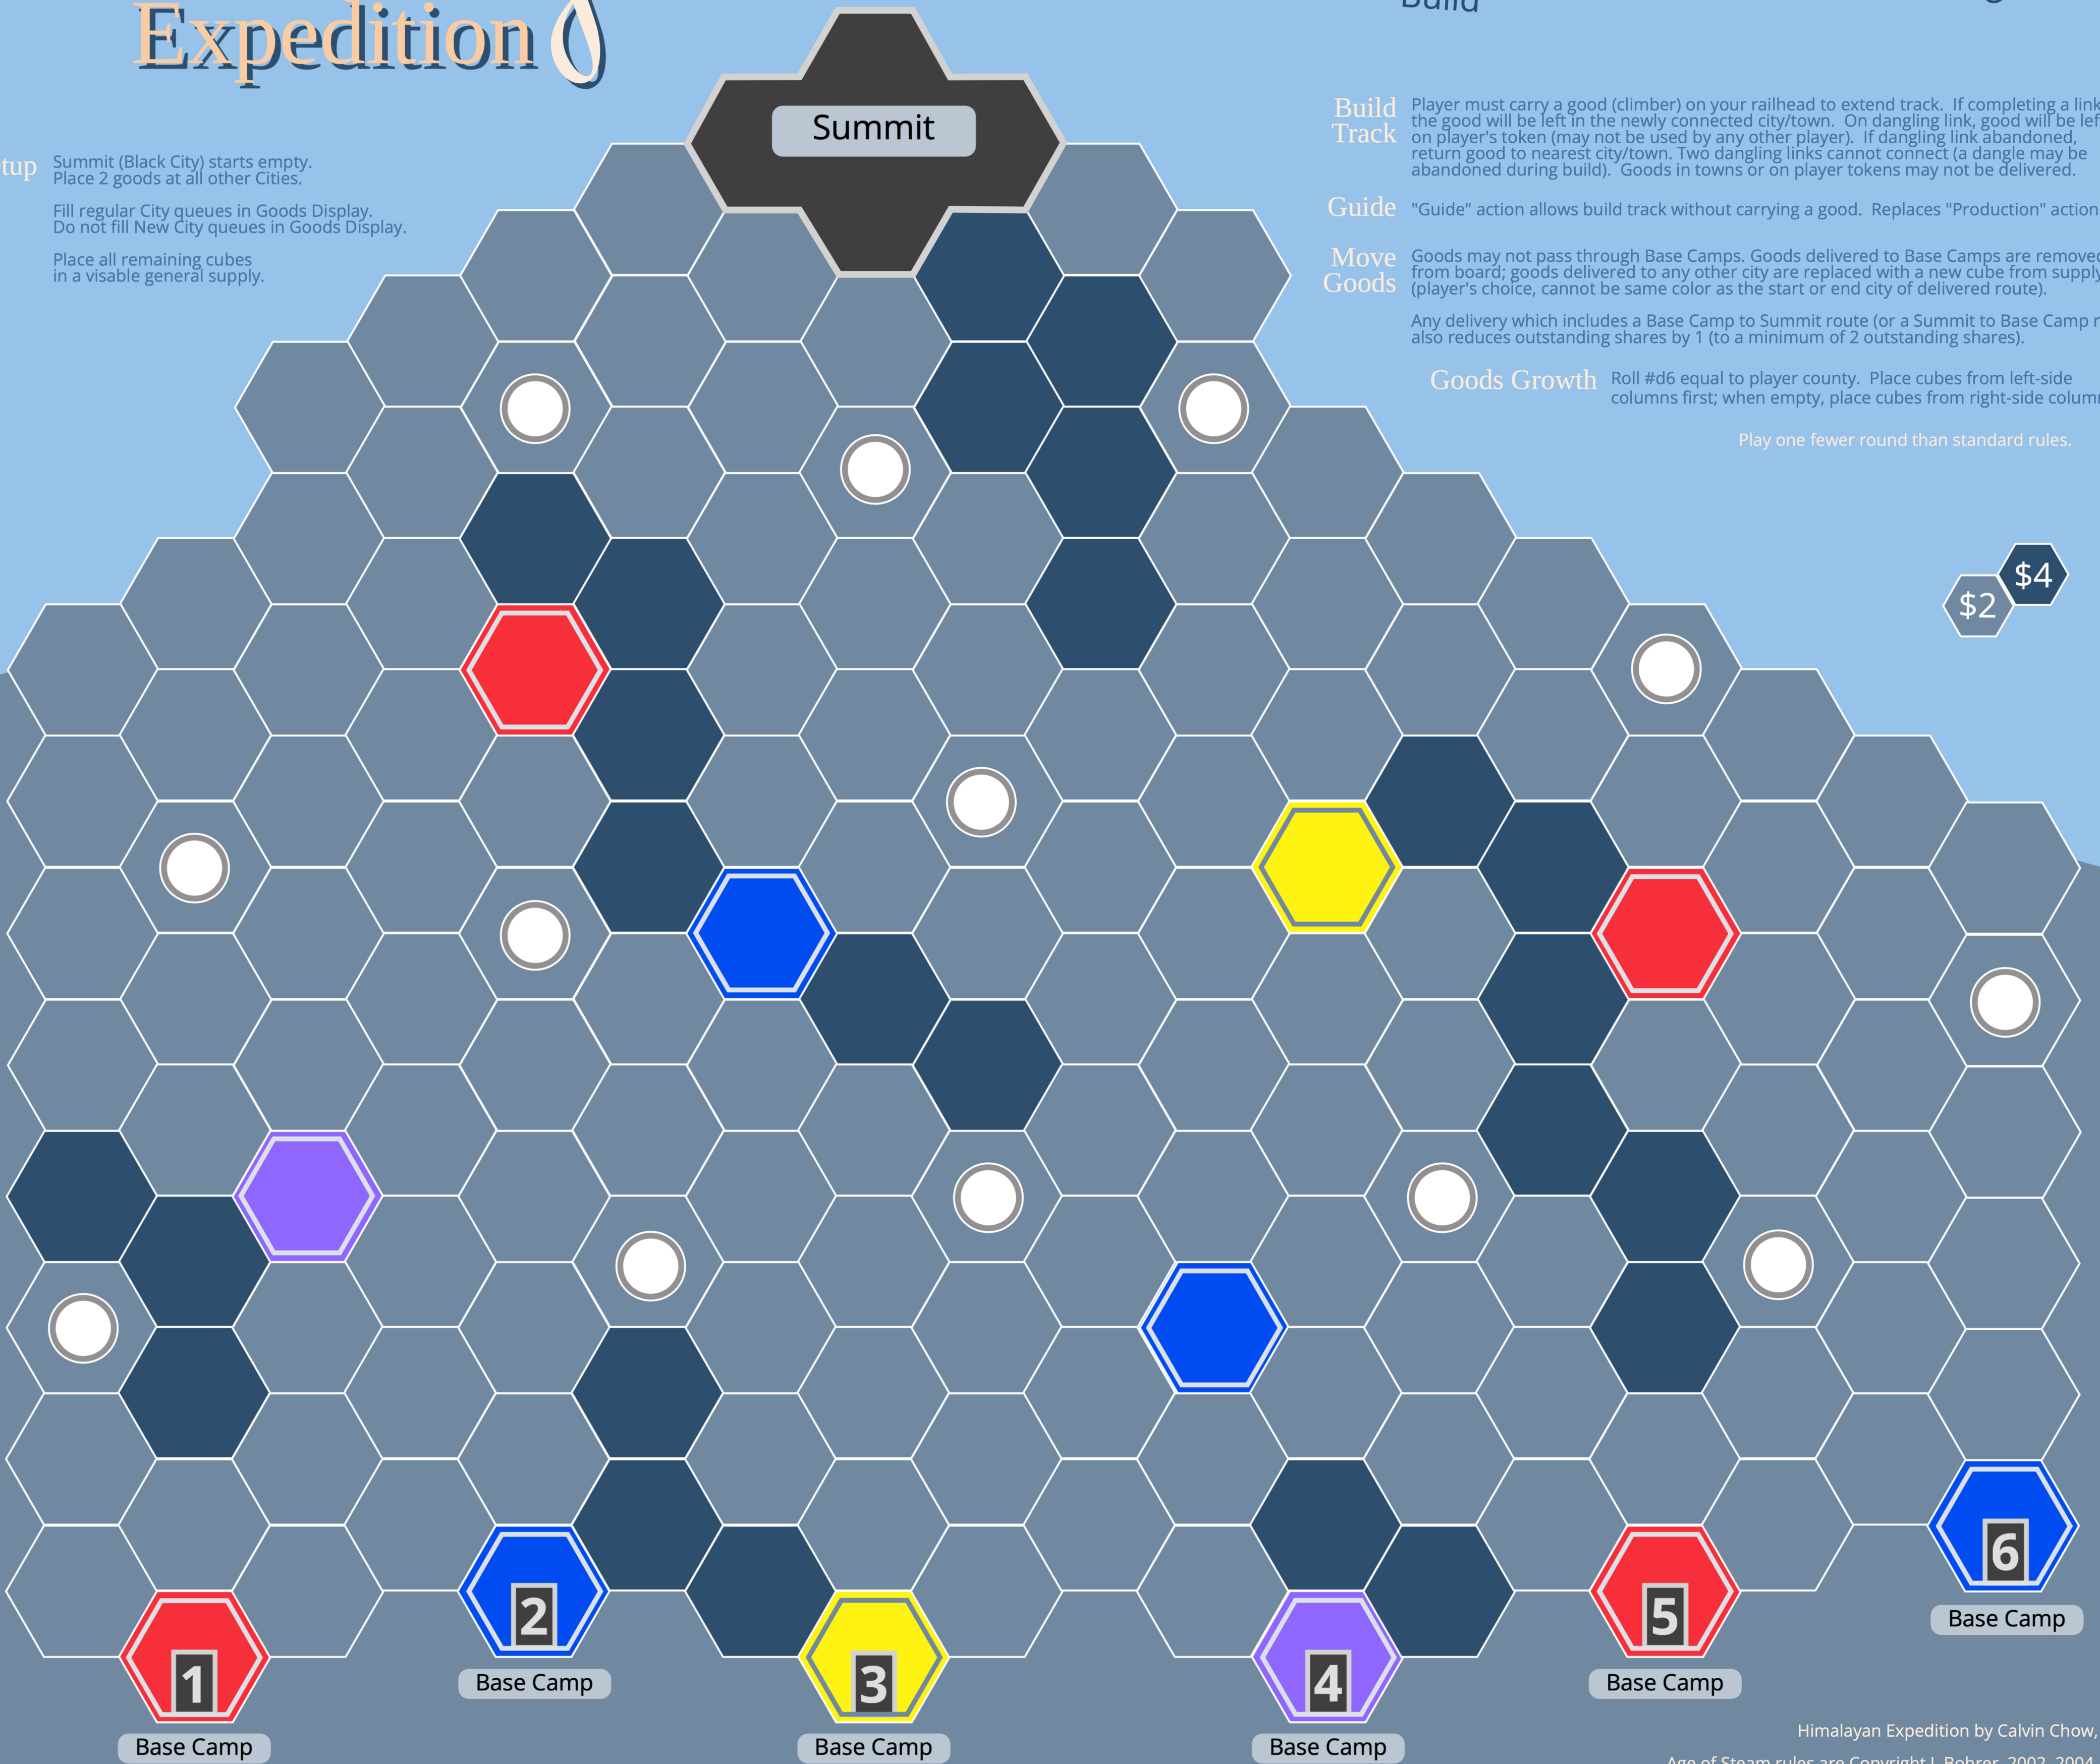 Expedition
Build
Summit
tup
Summit (Black City) starts empty.
Place 2 goods at all other Cities.
Fill regular City queues in Goods Display.
Do not fill New City queues in Goods Display.
Place all remaining cubes
in a visable general supply.
Build
Track
Player must carry a good (climber) on your railhead to extend track. If completing a link
the good will be left in the newly connected city/town. On dangling link, good will be lef
on player's token (may not be used by any other player). If dangling link abandoned,
return good to nearest city/town. Two dangling links cannot connect (a dangle may be
abandoned during build). Goods in towns or on player tokens may not be delivered.
Guide
"Guide" action allows build track without carrying a good. Replaces "Production" action
Move
Goods
Goods may not pass through Base Camps. Goods delivered to Base Camps are remove
from board; goods delivered to any other city are replaced with a new cube from supply
(player's choice, cannot be same color as the start or end city of delivered route).
Any delivery which includes a Base Camp to Summit route (or a Summit to Base Camp r
also reduces outstanding shares by 1 (to a minimum of 2 outstanding shares).
Goods Growth
Roll #d6 equal to player county. Place cubes from left-side
columns first; when empty, place cubes from right-side colum
Play one fewer round than standard rules.
$4
$2
1
Base Camp
2
Base Camp
3
Base Camp
4
Base Camp
5
Base Camp
6
Base Camp
Himalayan Expedition by Calvin Chow,
Age of Steam rules are Copyright J. Bohrer, 2002, 2004